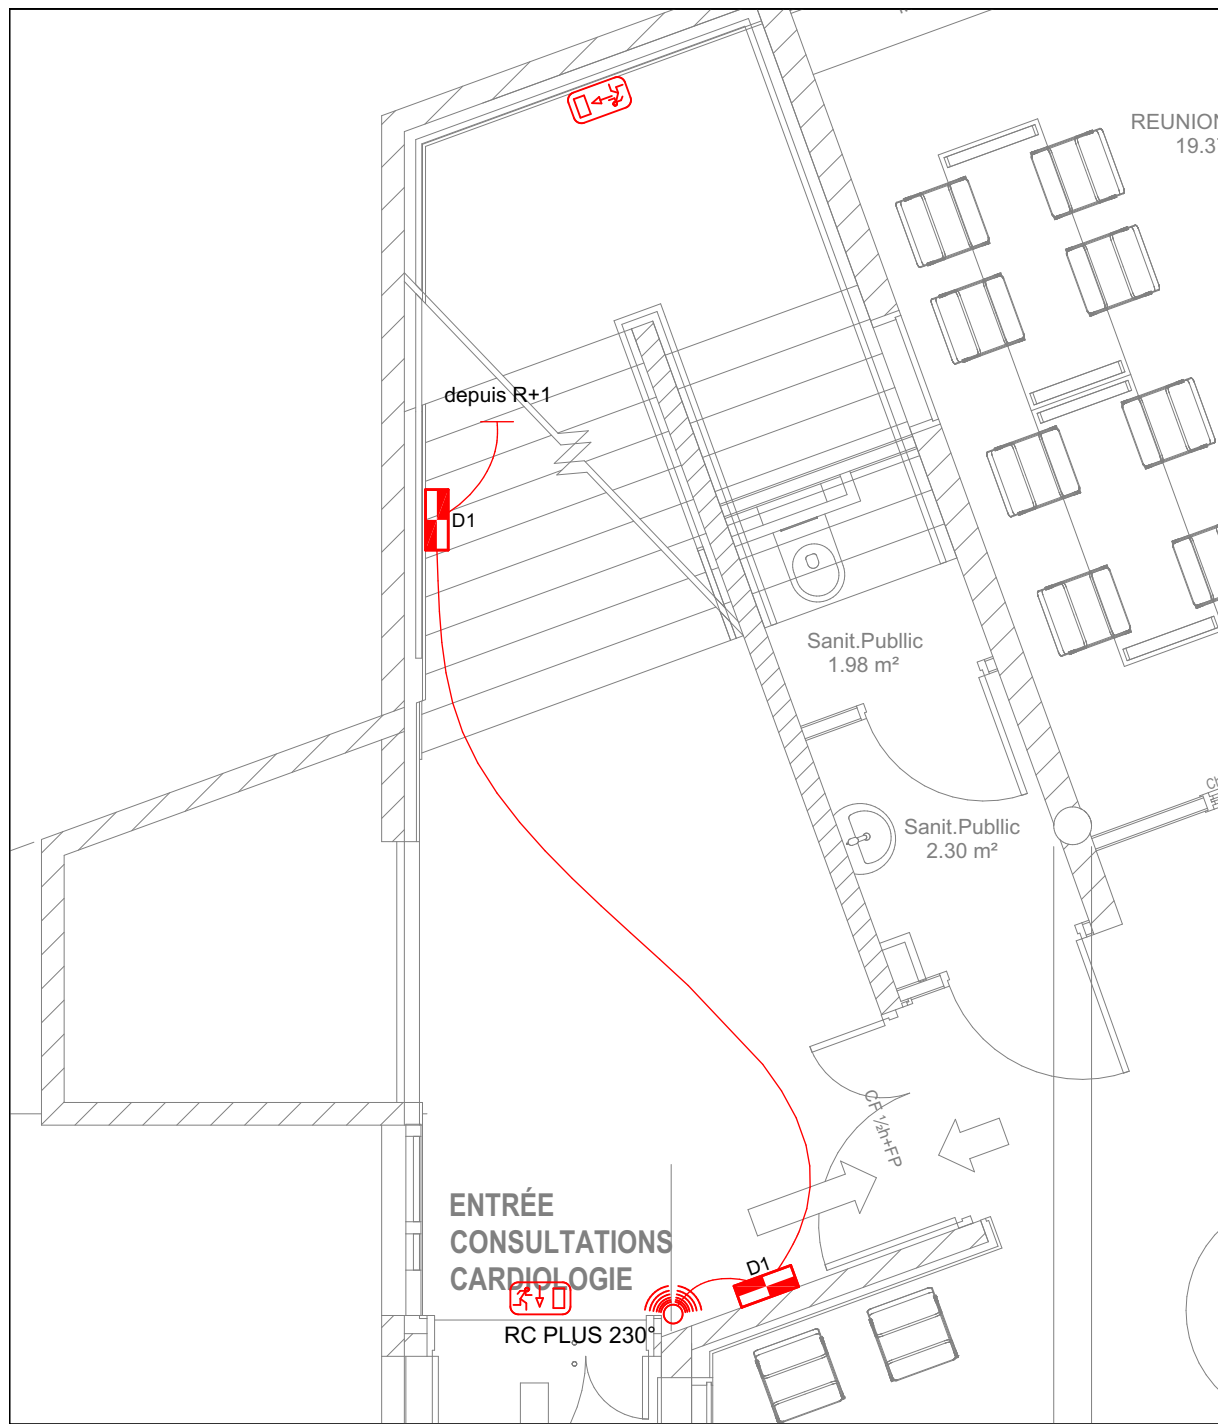 REUNION
19.3
depuis R+1
D1
Sanit.Publlic
1.98 m²
Sanit.Publlic
2.30 m²
CF ½h+FP
ENTRÉE
CONSULTATIONS
CARDIOLOGIE
D1
RC PLUS 230°